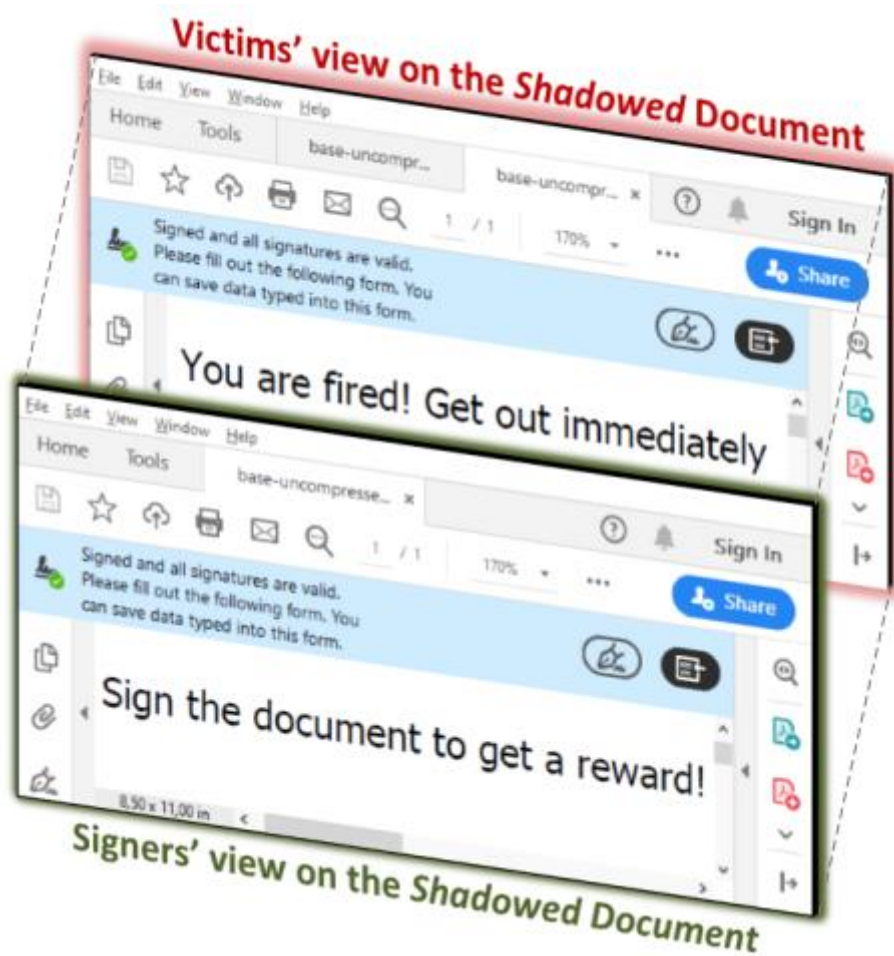 Victims' view on the Shadowed Document
File Edit View Window Help
Home Tools base-uncompr... base-uncompr... ×
? Sign In
1 / 1 170% ...
Share
Signed and all signatures are valid.
Please fill out the following form. You
can save data typed into this form.
You are fired! Get out immediately
File Edit View Window Help
Home Tools base-uncompresse... ×
? Sign In
1 / 1 170% ...
Share
Signed and all signatures are valid.
Please fill out the following form. You
can save data typed into this form.
Sign the document to get a reward!
8,50 x 11,00 in
Signers' view on the Shadowed Document